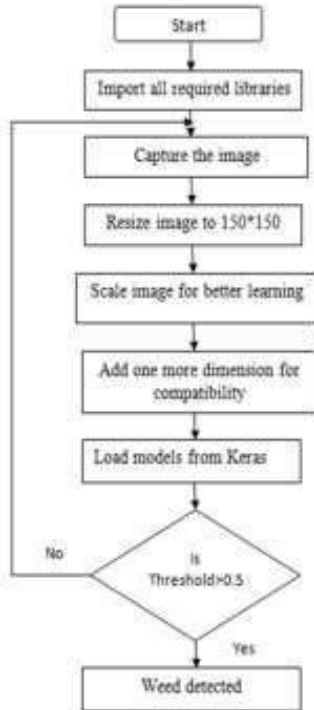 Start
Import all required libraries
Capture the image
Resize image to 150*150
Scale image for better learning
Add one more dimension for
compatibility
Load models from Keras
Is
Threshold>0.5
No
Yes
Weed detected